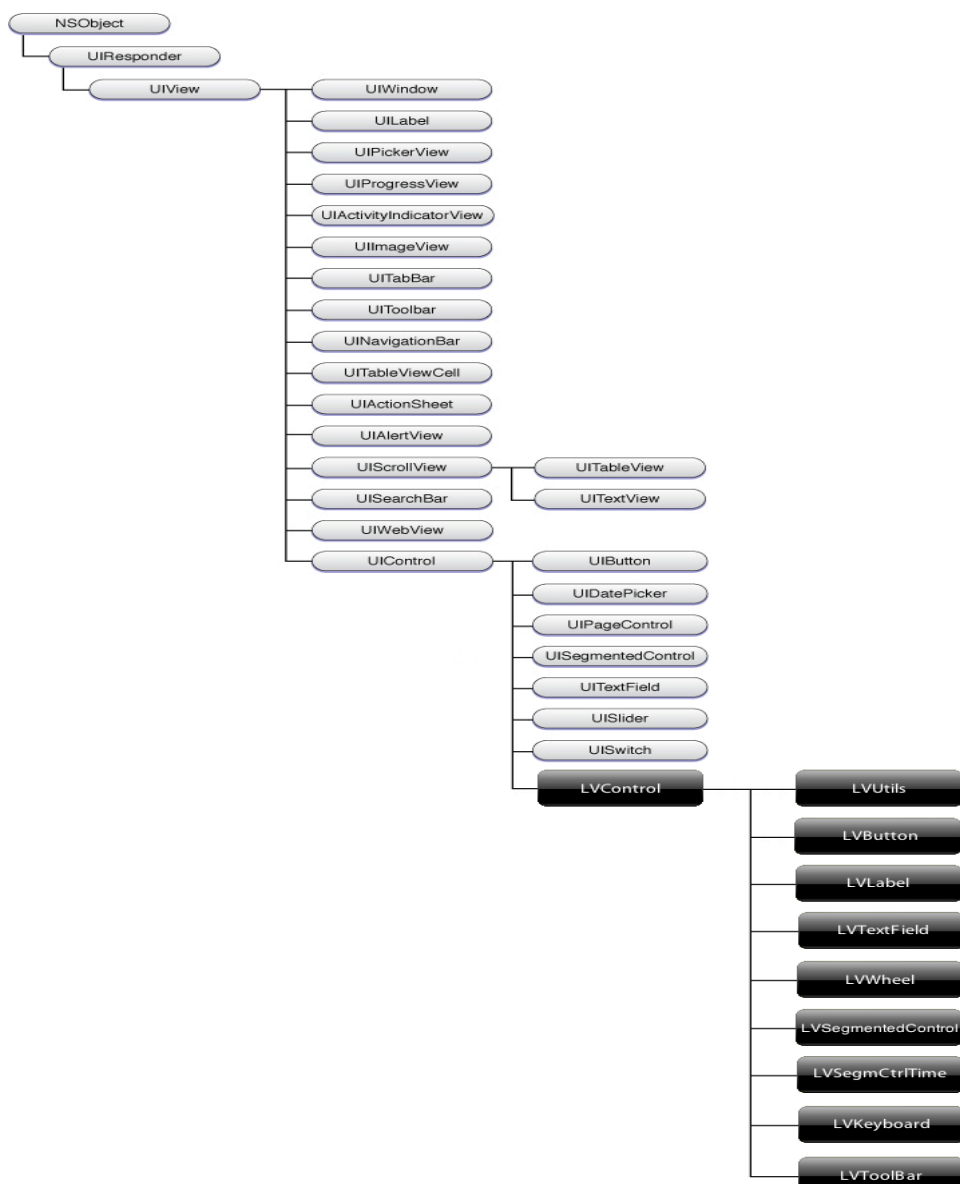 NSObject
UIResponder
UIView
UIWindow
UILabel
UIPickerView
UIProgressView
UIActivityIndicatorView
UIImageView
UITabBar
UIToolbar
UINavigationBar
UITableViewCell
UIActionSheet
UIAlertView
UIScrollView
UITableView
UITextView
UISearchBar
UIWebView
UIControl
UIButton
UIDatePicker
UIPageControl
UISegmentedControl
UITextField
UISlider
UISwitch
LVControl
LVUtils
LVButton
LVLabel
LVTextField
LVWheel
LVSegmentedControl
LVSegmCtrlTime
LVKeyboard
LVToolBar